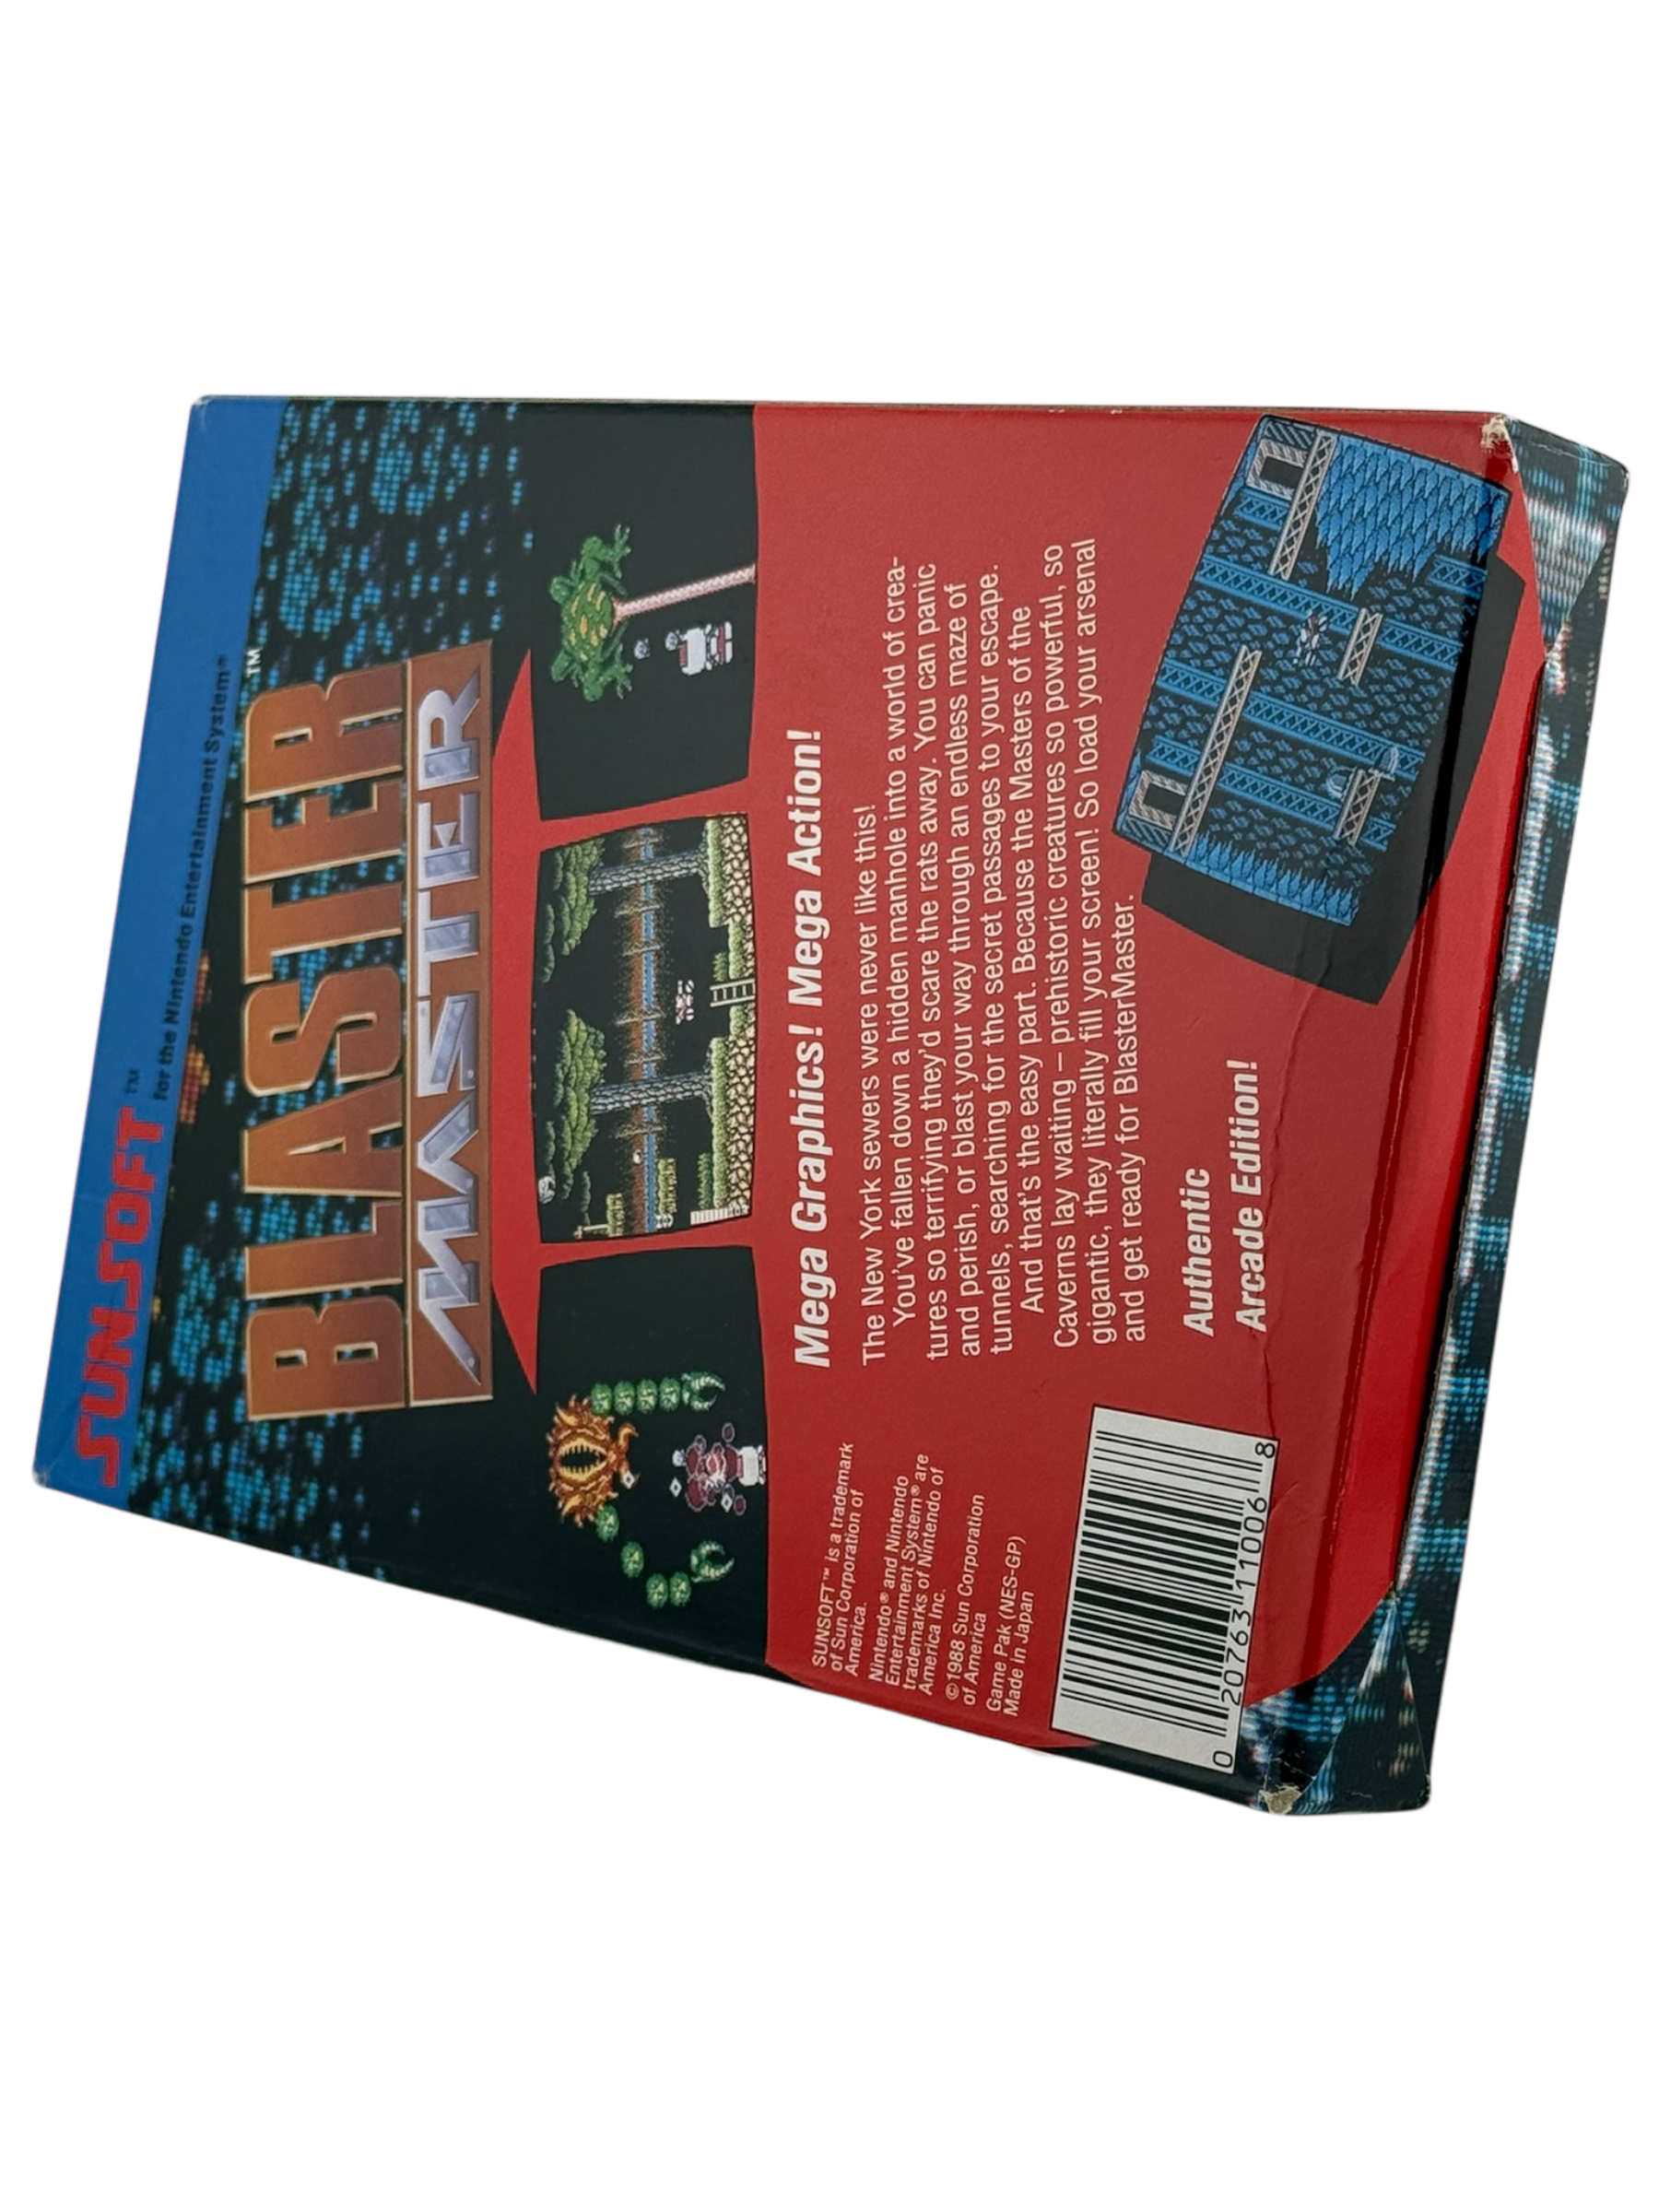 SUNSOFT™
for the Nintendo Entertainment System®
BLASTER™
MASTER
Mega Graphics! Mega Action!
The New York sewers were never like this!
You've fallen down a hidden manhole into a world of crea-
tures so terrifying they'd scare the rats away. You can panic
and perish, or blast your way through an endless maze of
tunnels, searching for the secret passages to your escape.
And that's the easy part. Because the Masters of the
Caverns lay waiting – prehistoric creatures so powerful, so
gigantic, they literally fill your screen! So load your arsenal
and get ready for BlasterMaster.
Authentic
Arcade Edition!
SUNSOFT™ is a trademark
of Sun Corporation of
America.
Nintendo® and Nintendo
Entertainment System® are
trademarks of Nintendo of
America Inc.
©1988 Sun Corporation
of America
Game Pak (NES-GP)
Made in Japan
0 20763 11006 8